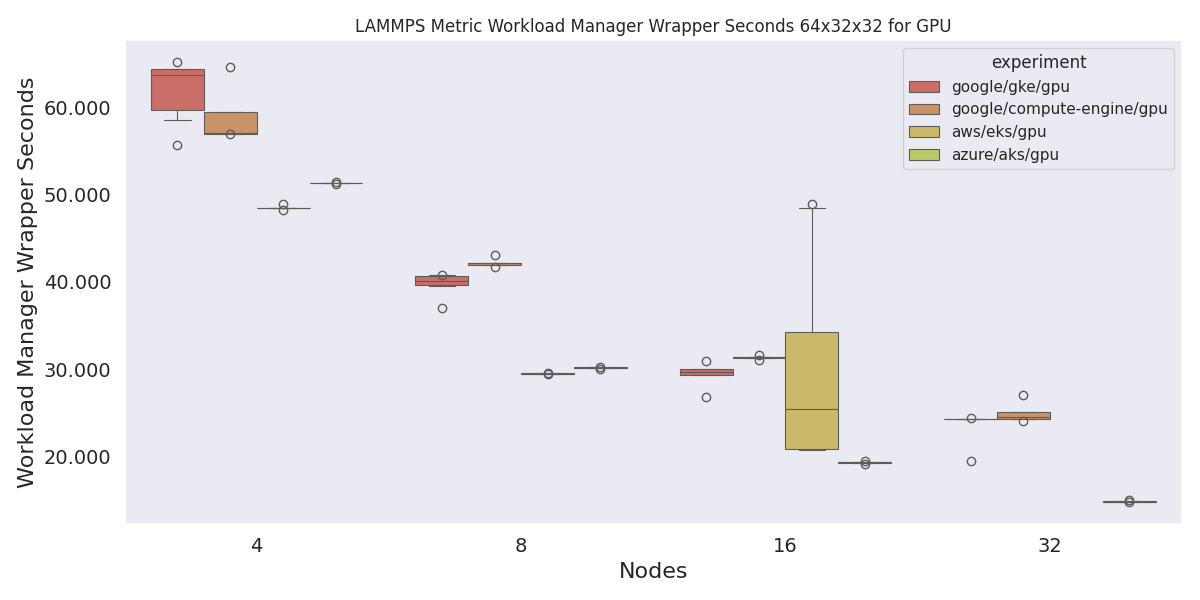 LAMMPS Metric Workload Manager Wrapper Seconds 64x32x32 for GPU
experiment
google/gke/gpu
google/compute-engine/gpu
aws/eks/gpu
azure/aks/gpu
Workload Manager Wrapper Seconds
60.000
50.000
40.000
30.000
20.000
4
8
16
32
Nodes